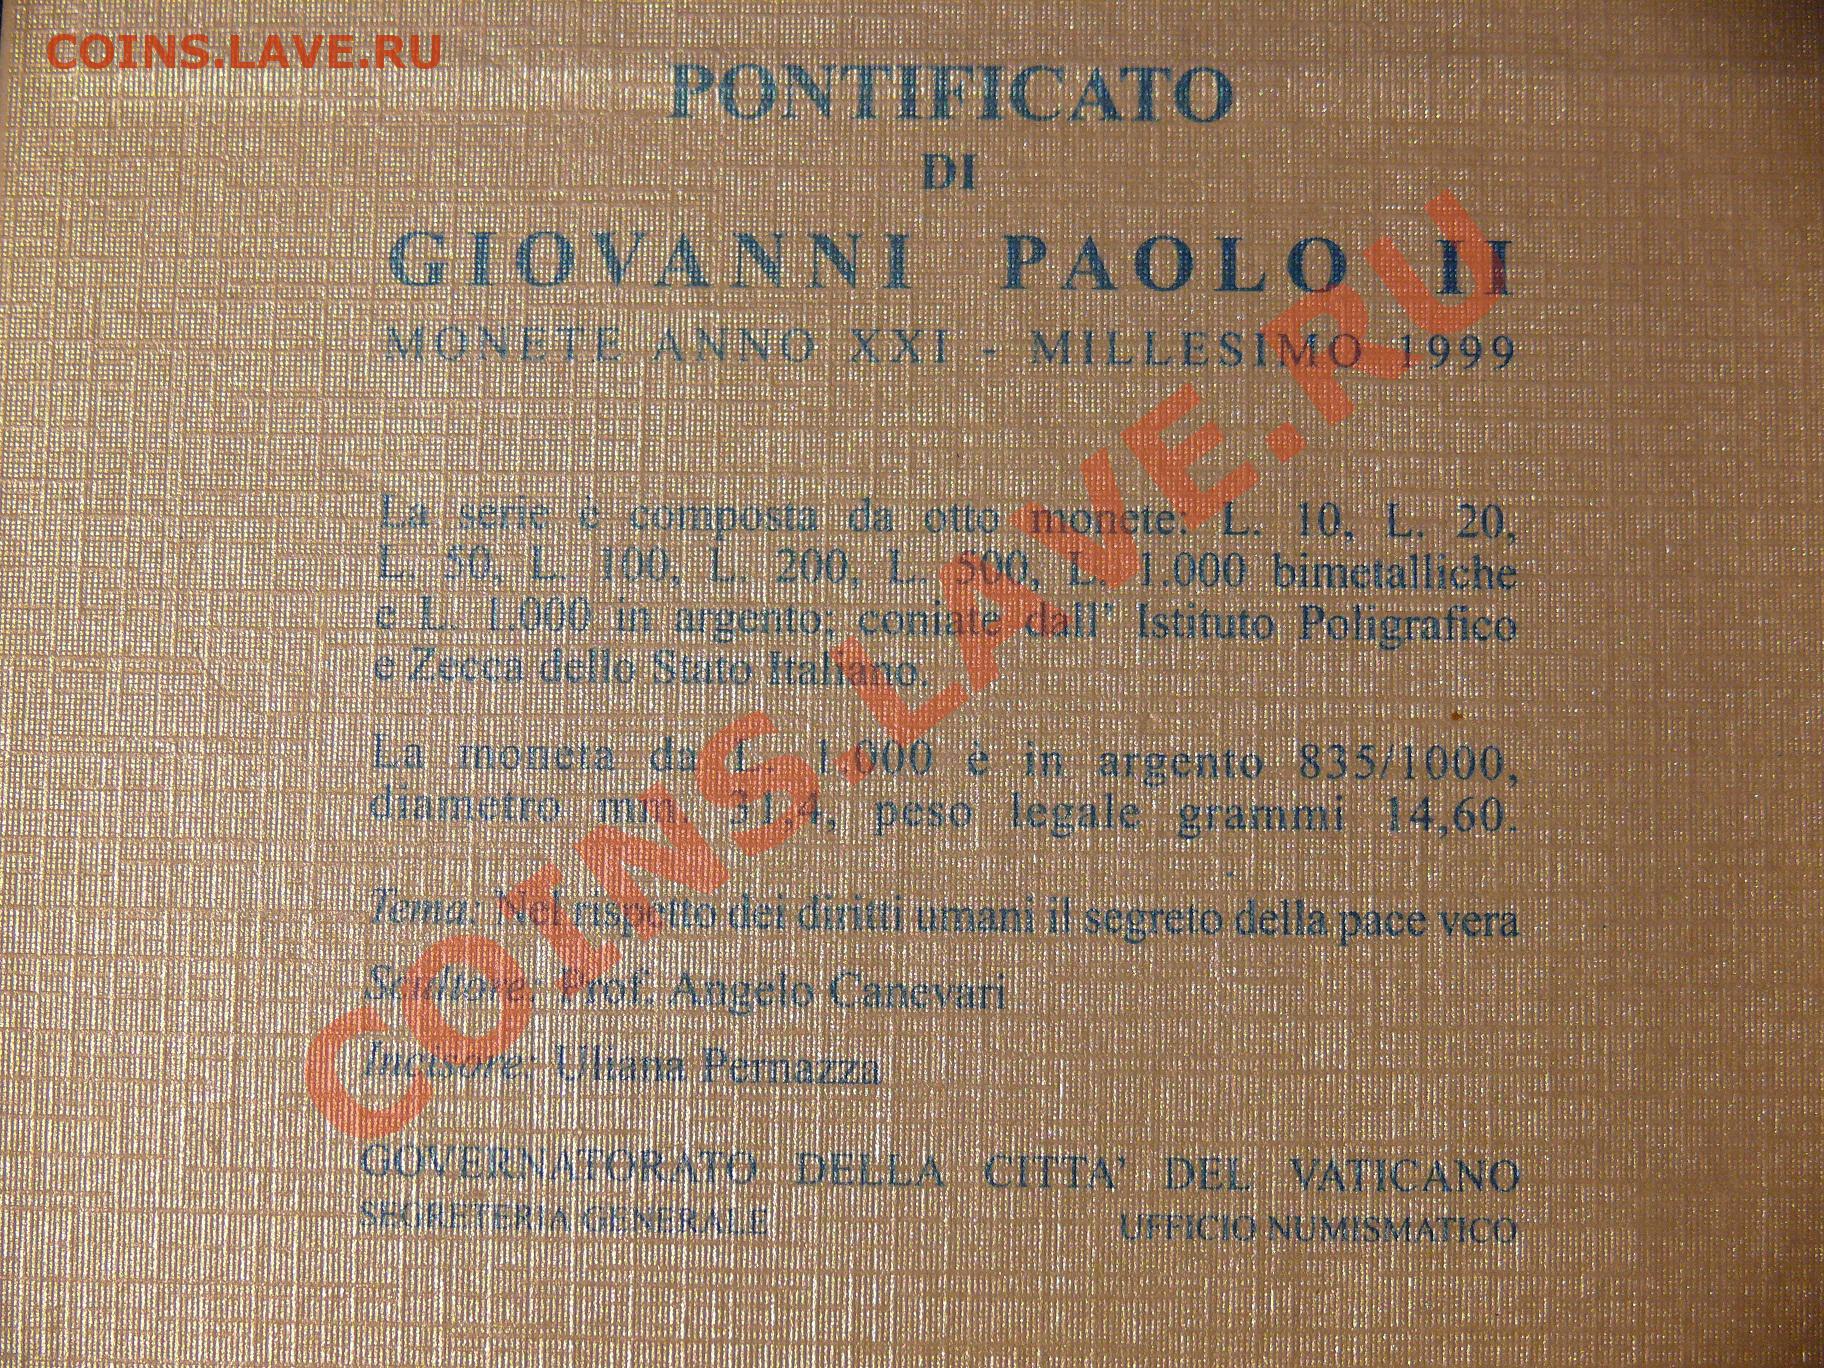 COINS.LAVE.RU
PONTIFICATO
DI
GIOVANNI PAOLO II
MONETE ANNO XXI - MILLESIMO 1999
La serie è composta da otto monete: L. 10, L. 20,
L. 50, L. 100, L. 200, L. 500, L. 1.000 bimetalliche
e L. 1.000 in argento; coniate dall' Istituto Poligrafico
e Zecca dello Stato Italiano.
La moneta da L. 1.000 è in argento 835/1000,
diametro mm. 31,4, peso legale grammi 14,60.
Tema: Nel rispetto dei diritti umani il segreto della pace vera
Scultore: Prof. Angelo Canevari
Incisore: Uliana Pernazza
GOVERNATORATO DELLA CITTA' DEL VATICANO
SEGRETERIA GENERALE UFFICIO NUMISMATICO
COINS.LAVE.RU